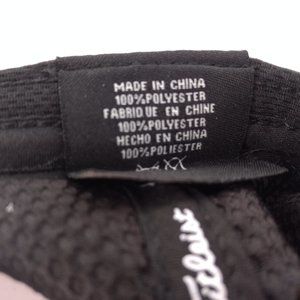 MADE IN CHINA
100%POLYESTER
FABRIQUE EN CHINE
100%POLYESTER
HECHO EN CHINA
100%POLIESTER
Titleist